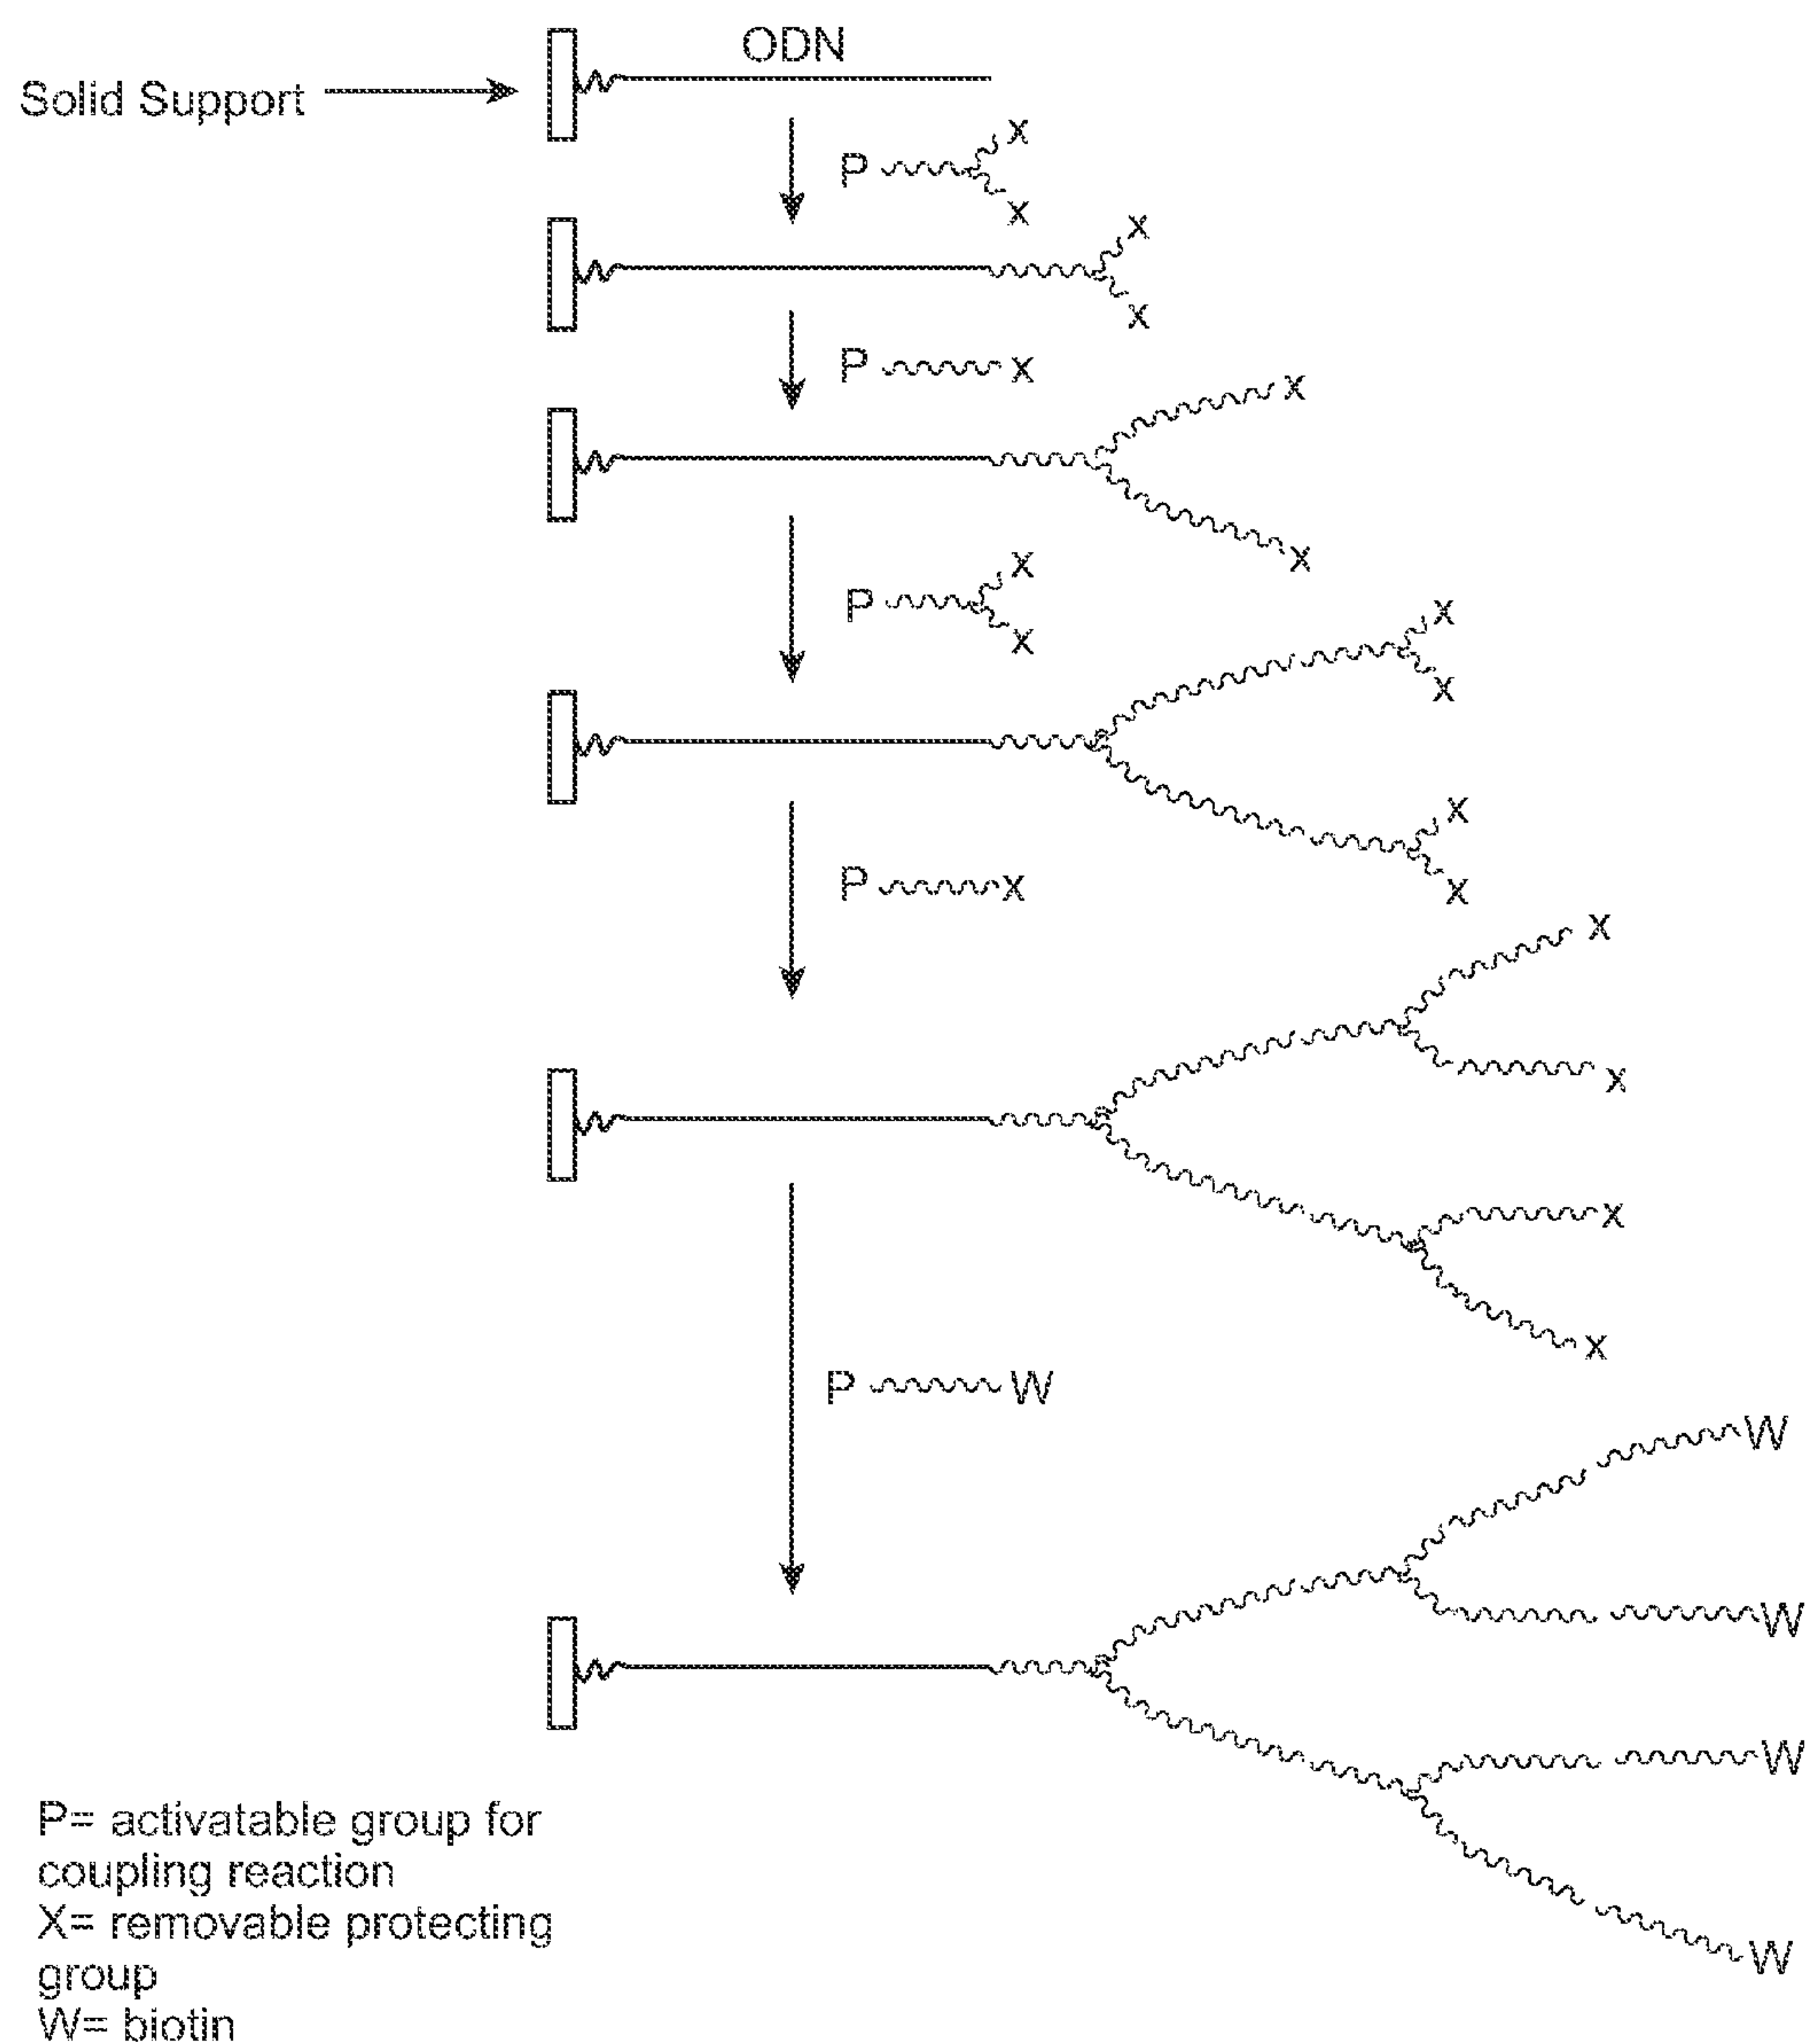 ODN
Solid Support
X
P
X
X
X
P X
X
X
X
P
X
X
X
X
X
P X
X
X
X
X
P W
W
W
W
W
P= activatable group for
coupling reaction
X= removable protecting
group
W= biotin